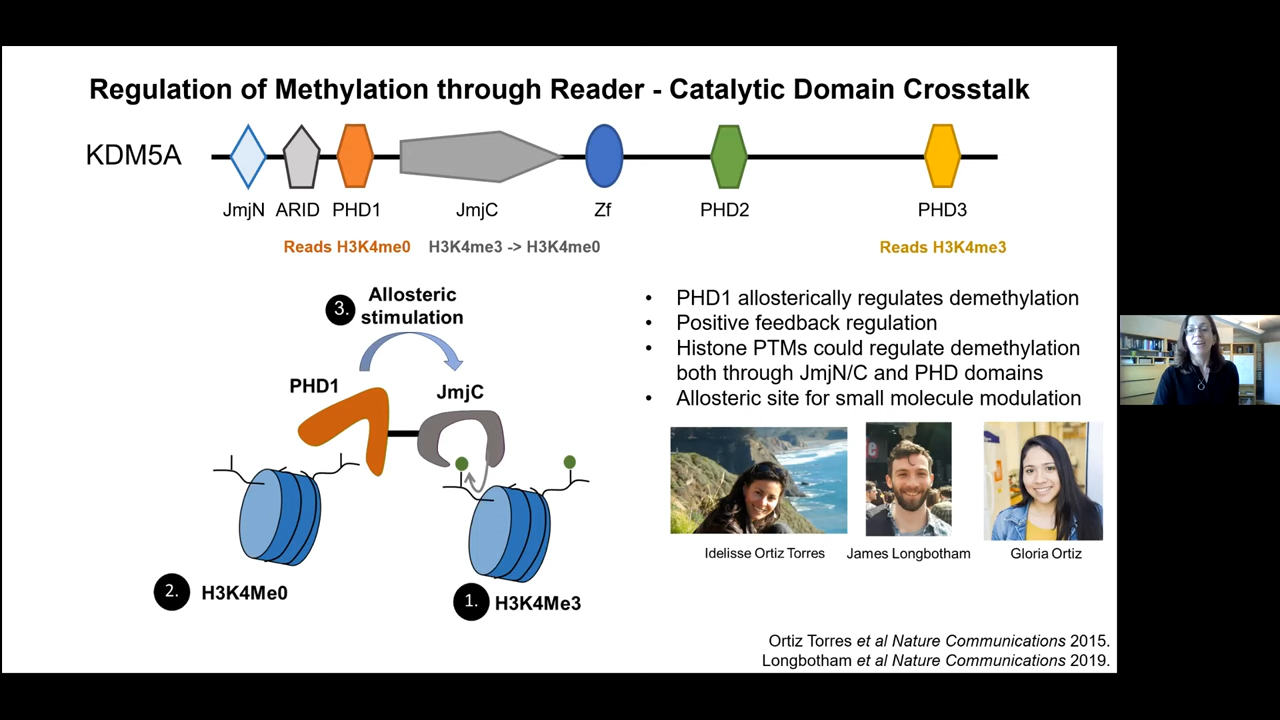 Regulation of Methylation through Reader - Catalytic Domain Crosstalk
KDM5A
JmjN ARID PHD1 JmjC Zf PHD2 PHD3
Reads H3K4me0 H3K4me3 -> H3K4me0 Reads H3K4me3
3. Allosteric
stimulation
PHD1
JmjC
2. H3K4Me0
1. H3K4Me3
• PHD1 allosterically regulates demethylation
• Positive feedback regulation
• Histone PTMs could regulate demethylation
both through JmjN/C and PHD domains
• Allosteric site for small molecule modulation
Idelisse Ortiz Torres James Longbotham Gloria Ortiz
Ortiz Torres et al Nature Communications 2015.
Longbotham et al Nature Communications 2019.